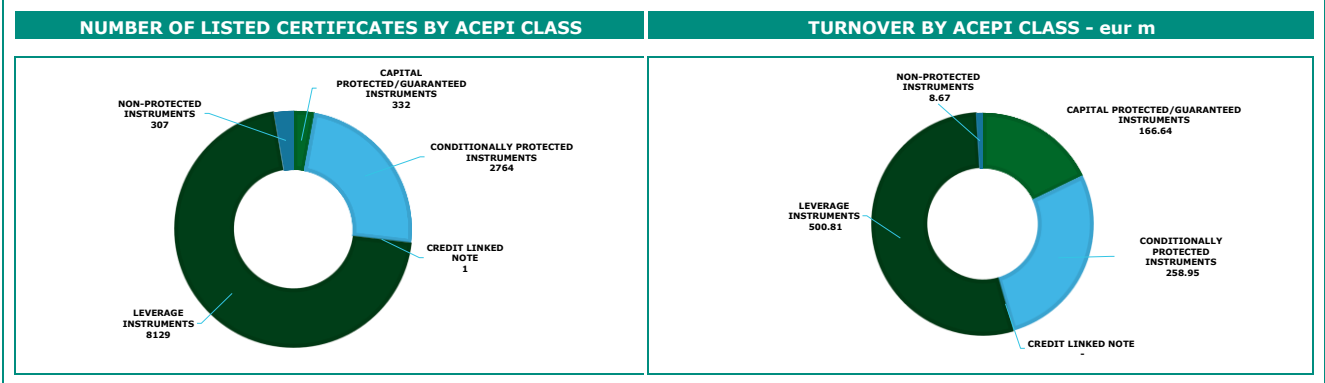 NUMBER OF LISTED CERTIFICATES BY ACEPI CLASS
CAPITAL
PROTECTED/GUARANTEED
INSTRUMENTS
332
NON-PROTECTED
INSTRUMENTS
307
CONDITIONALLY PROTECTED
INSTRUMENTS
2764
CREDIT LINKED
NOTE
1
LEVERAGE
INSTRUMENTS
8129
TURNOVER BY ACEPI CLASS - eur m
NON-PROTECTED
INSTRUMENTS
8.67
CAPITAL PROTECTED/GUARANTEED
INSTRUMENTS
166.64
LEVERAGE
INSTRUMENTS
500.81
CONDITIONALLY
PROTECTED
INSTRUMENTS
258.95
CREDIT LINKED NOTE
-